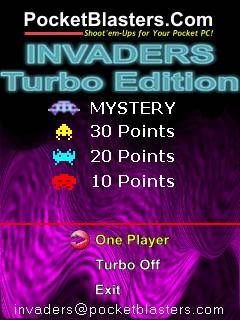 PocketBlasters.Com
Shoot'em-Ups for Your Pocket PC!
INVADERS
Turbo Edition
MYSTERY
30 Points
20 Points
10 Points
One Player
Turbo Off
Exit
invaders@pocketblasters.com